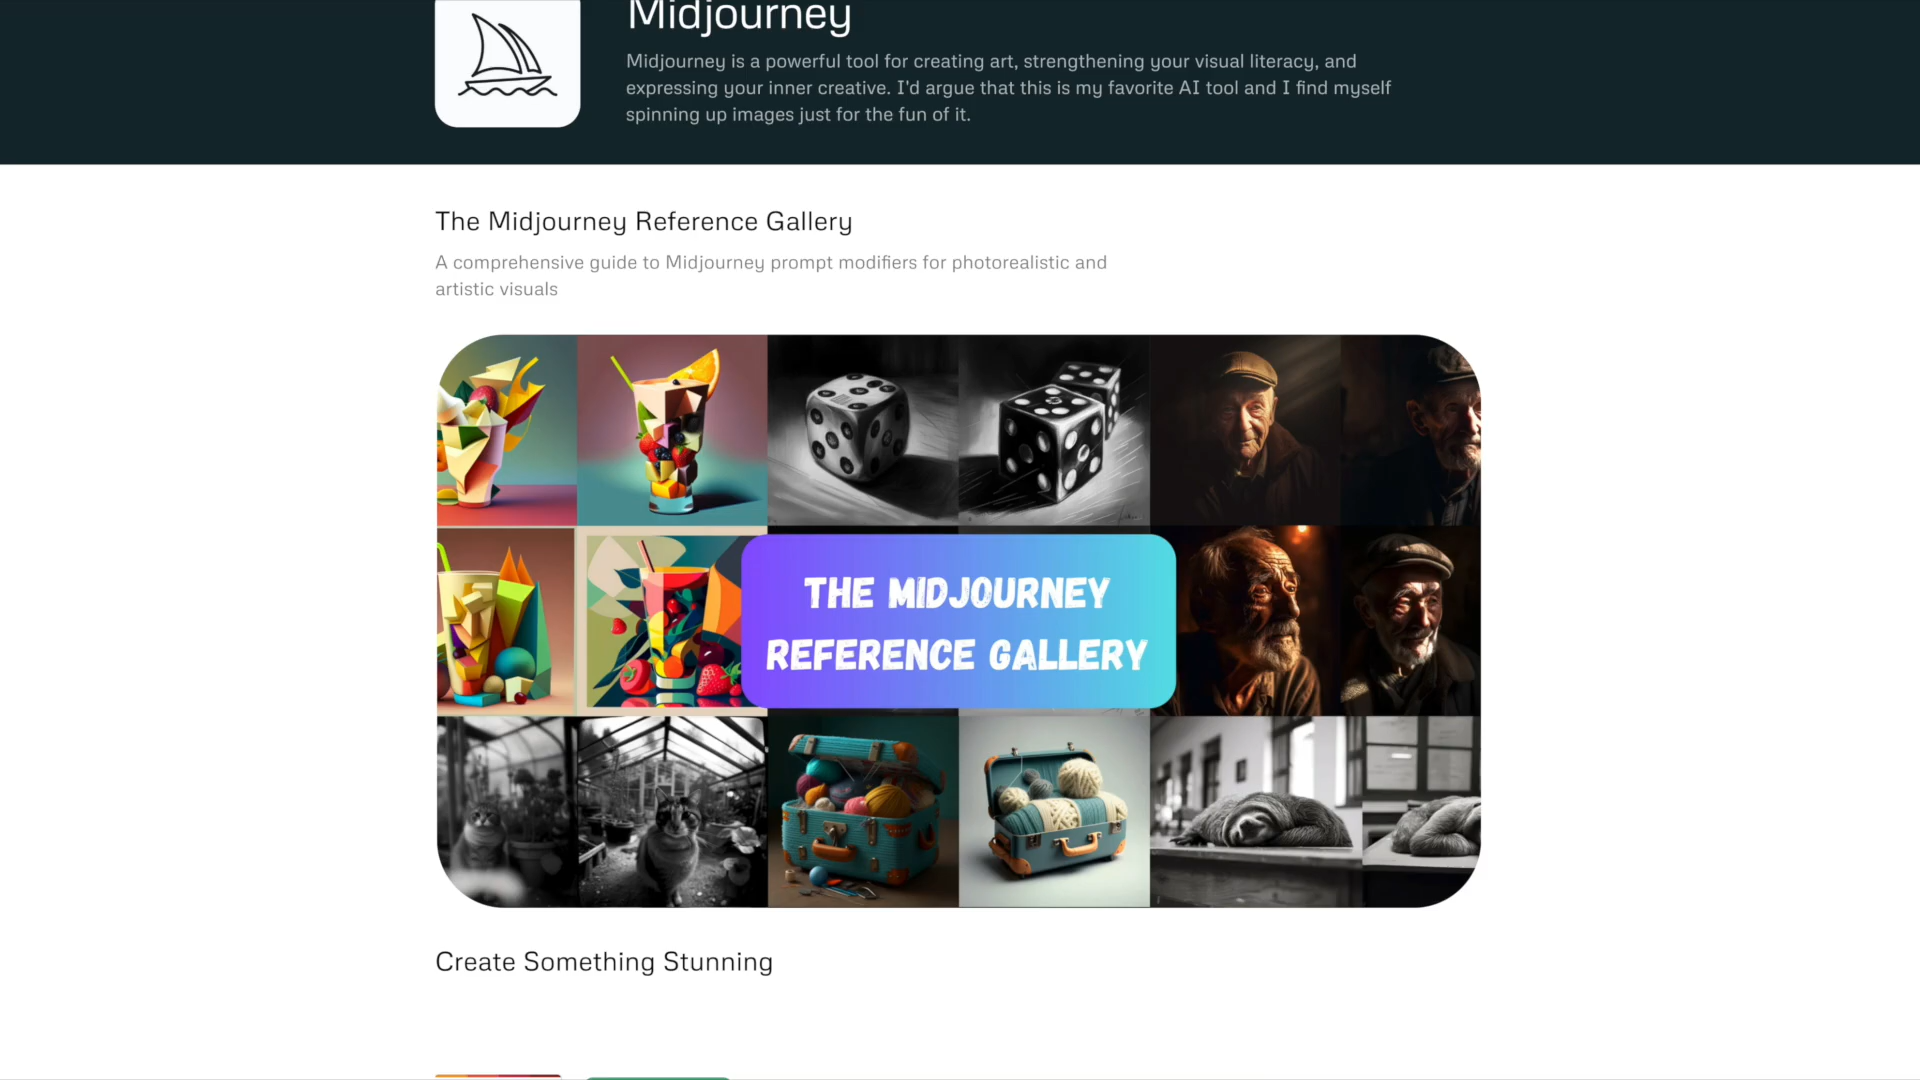 Midjourney
Midjourney is a powerful tool for creating art, strengthening your visual literacy, and
expressing your inner creative. I'd argue that this is my favorite AI tool and I find myself
spinning up images just for the fun of it.
The Midjourney Reference Gallery
A comprehensive guide to Midjourney prompt modifiers for photorealistic and
artistic visuals
THE MIDJOURNEY
REFERENCE GALLERY
Create Something Stunning